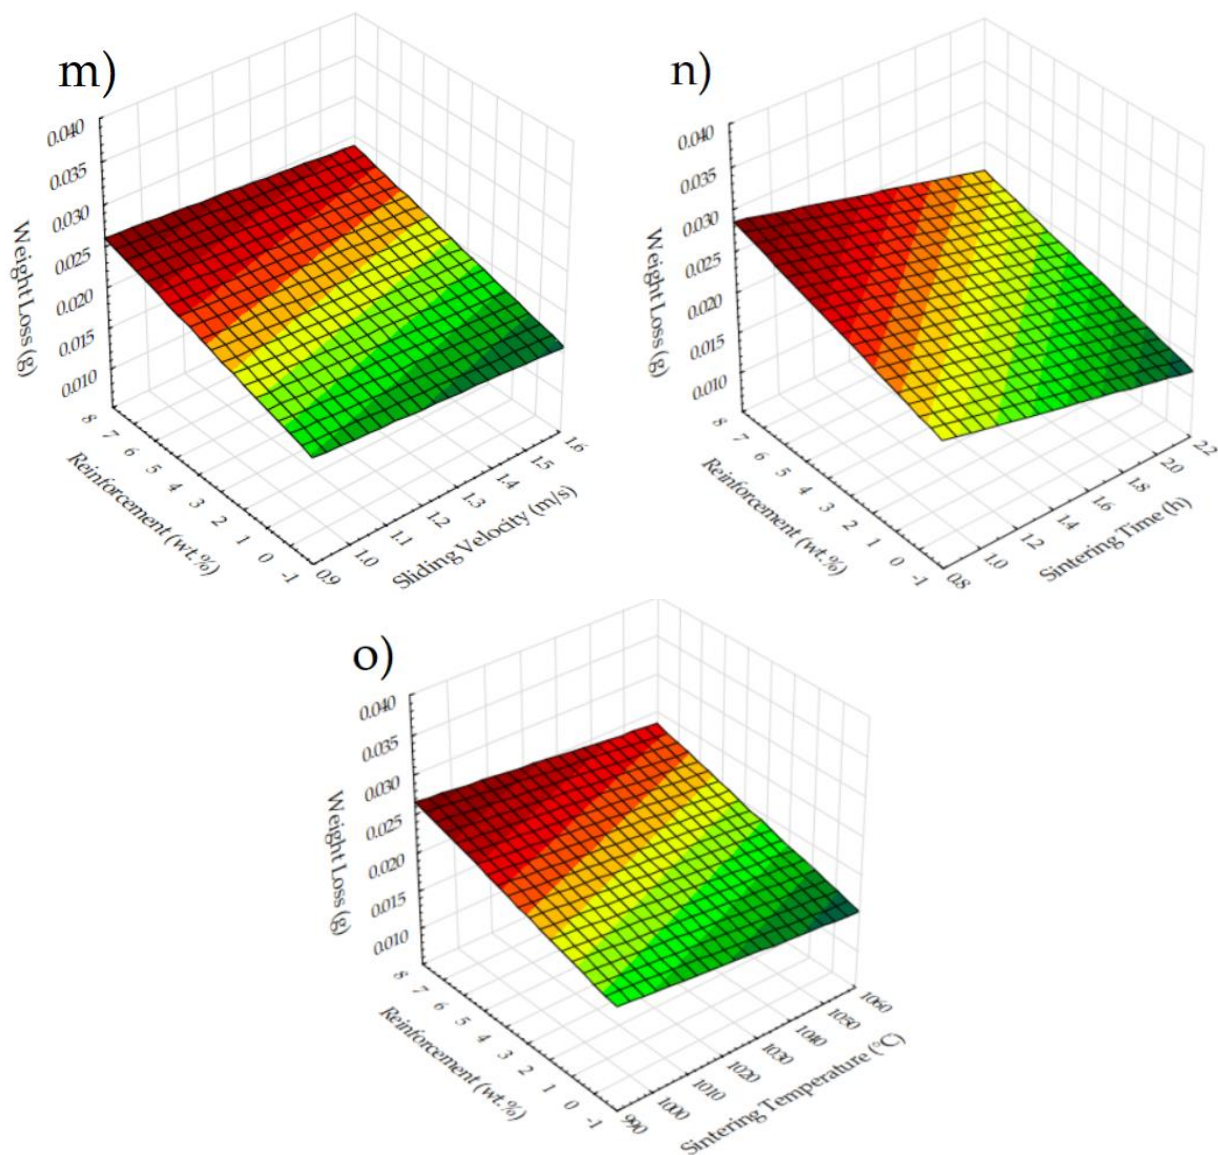 m)
0.040
0.035
0.030
0.025
0.020
0.015
0.010
Weight Loss (g)
8 7 6 5 4 3 2 1 0 -1
Reinforcement (wt.%)
0.9 1.0 1.1 1.2 1.3 1.4 1.5 1.6
Sliding Velocity (m/s)
n)
0.040
0.035
0.030
0.025
0.020
0.015
0.010
Weight Loss (g)
8 7 6 5 4 3 2 1 0 -1
Reinforcement (wt.%)
0.8 1.0 1.2 1.4 1.6 1.8 2.0 2.2
Sintering Time (h)
o)
0.040
0.035
0.030
0.025
0.020
0.015
0.010
Weight Loss (g)
8 7 6 5 4 3 2 1 0 -1
Reinforcement (wt.%)
990 1000 1010 1020 1030 1040 1050 1060
Sintering Temperature (°C)